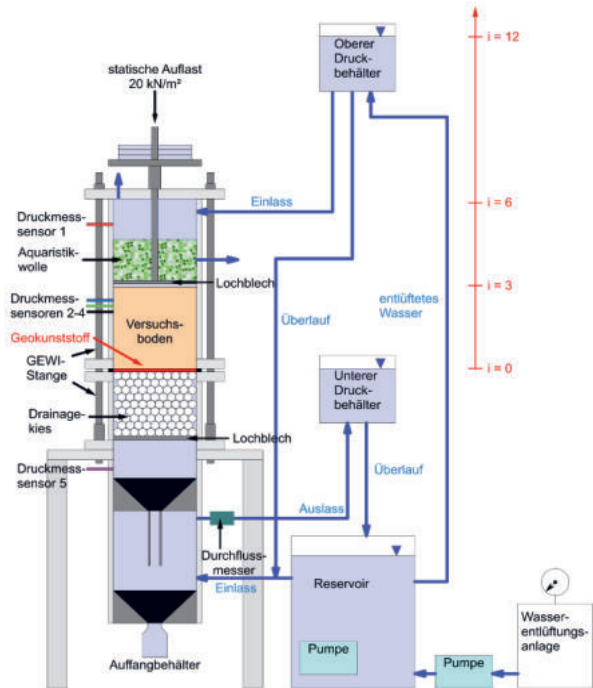 statische Auflast
20 kN/m²
Oberer
Druck-
behälter
i = 12
Einlass
i = 6
Druckmess-
sensor 1
Aquaristik-
wolle
Lochblech
i = 3
entlüftetes
Wasser
Druckmess-
sensoren 2-4
Versuchs-
boden
Überlauf
Geokunststoff
i = 0
GEWI-
Stange
Unterer
Druck-
behälter
Drainage-
kies
Lochblech
Druckmess-
sensor 5
Überlauf
Auslass
Durchfluss-
messer
Einlass
Reservoir
Wasser-
entlüftungs-
anlage
Pumpe
Pumpe
Auffangbehälter